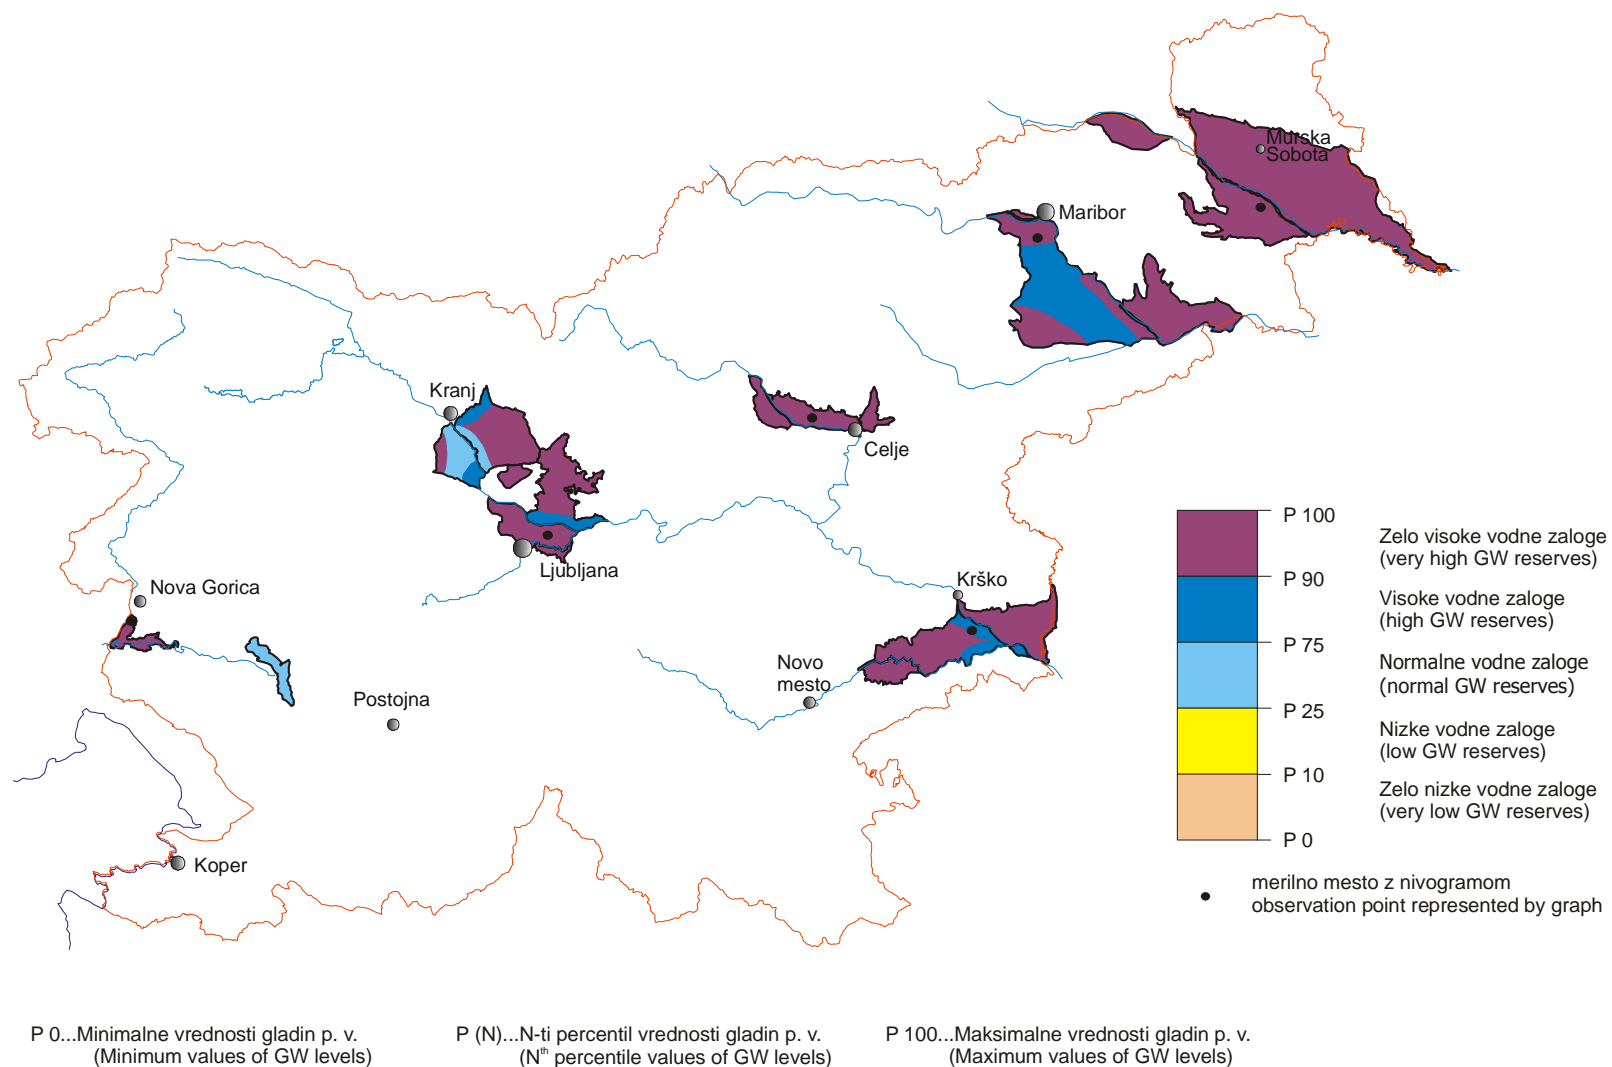 Murska
Sobota
Maribor
Kranj
Celje
Ljubljana
Nova Gorica
Krško
Novo
mesto
Postojna
Koper
P 100
Zelo visoke vodne zaloge
(very high GW reserves)
P 90
Visoke vodne zaloge
(high GW reserves)
P 75
Normalne vodne zaloge
(normal GW reserves)
P 25
Nizke vodne zaloge
(low GW reserves)
P 10
Zelo nizke vodne zaloge
(very low GW reserves)
P 0
merilno mesto z nivogramom
observation point represented by graph
P 0...Minimalne vrednosti gladin p. v.
(Minimum values of GW levels)
P (N)...N-ti percentil vrednosti gladin p. v.
(Nth percentile values of GW levels)
P 100...Maksimalne vrednosti gladin p. v.
(Maximum values of GW levels)